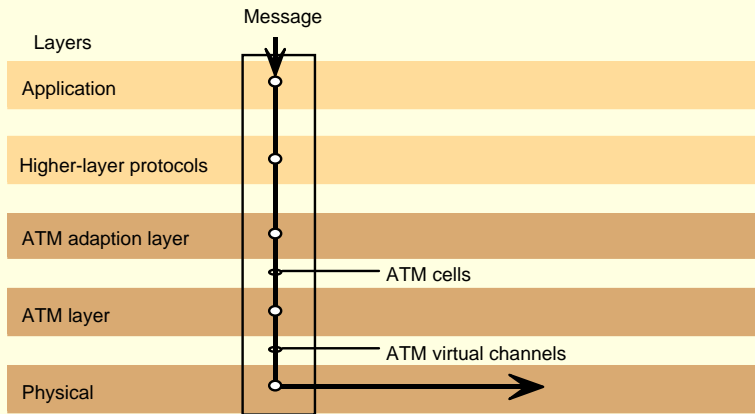 Message
Layers
Application
Higher-layer protocols
ATM adaption layer
ATM cells
ATM layer
ATM virtual channels
Physical